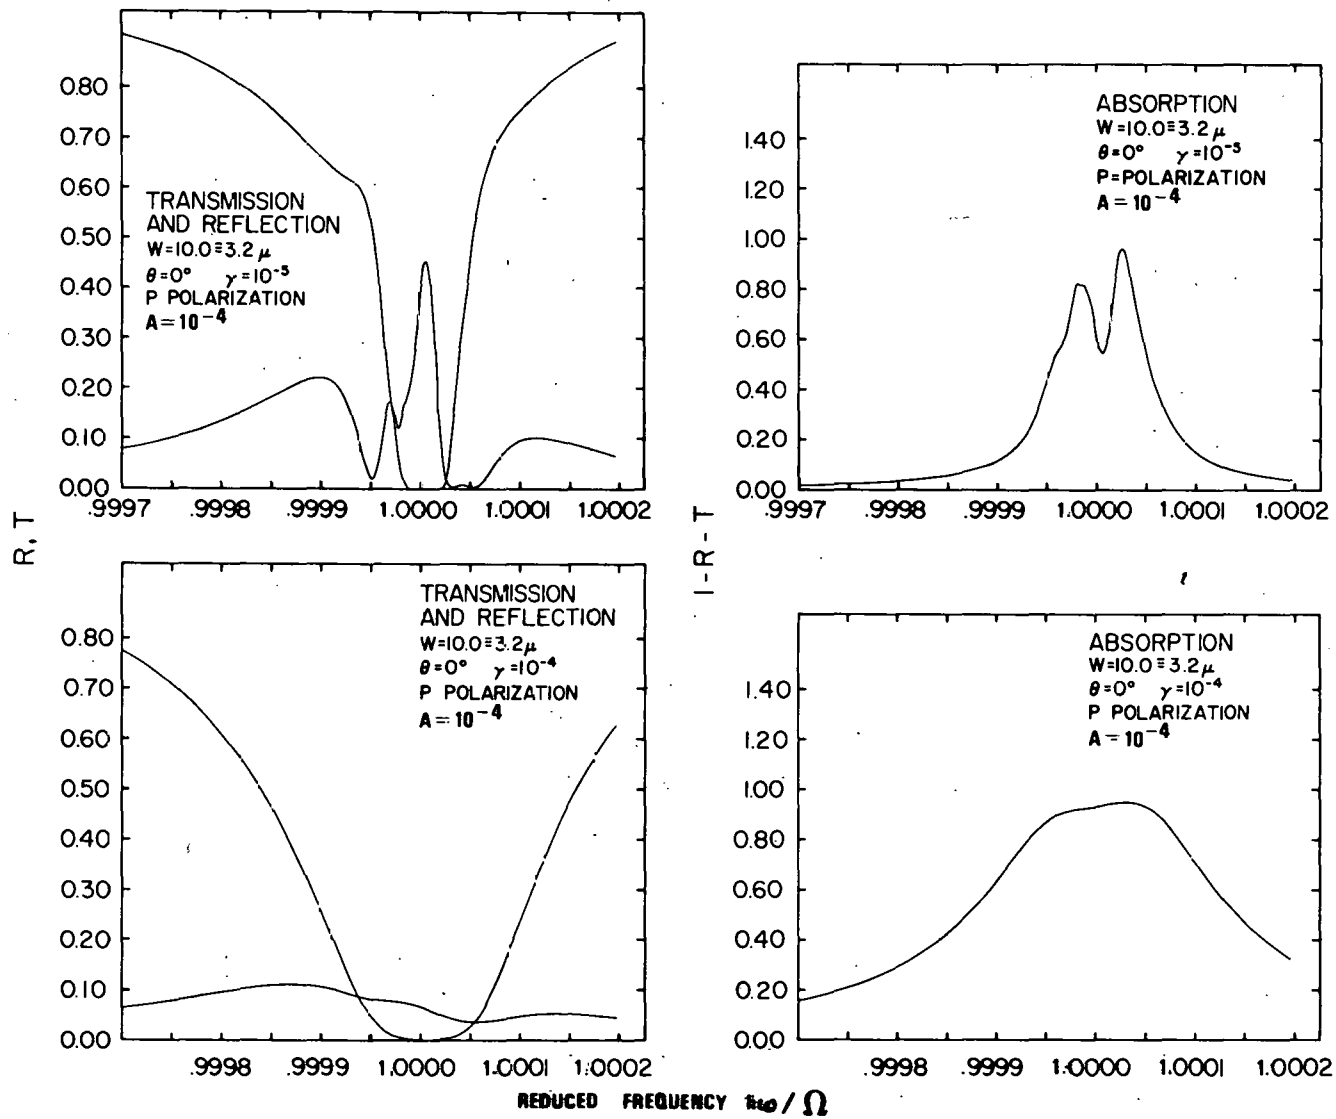 0.80
0.70
0.60
0.50
0.40
0.30
0.20
0.10
0.00
TRANSMISSION
AND REFLECTION
W=10.0≡3.2 μ
θ=0° γ=10⁻⁵
P POLARIZATION
A=10⁻⁴
.9997 .9998 .9999 1.0000 1.0001 1.0002
1.40
1.20
1.00
0.80
0.60
0.40
0.20
0.00
ABSORPTION
W=10.0≡3.2 μ
θ=0° γ=10⁻⁵
P=POLARIZATION
A=10⁻⁴
.9997 .9998 .9999 1.0000 1.0001 1.0002
R, T
1-R-T
0.80
0.70
0.60
0.50
0.40
0.30
0.20
0.10
0.00
TRANSMISSION
AND REFLECTION
W=10.0≡3.2μ
θ=0° γ=10⁻⁴
P POLARIZATION
A=10⁻⁴
.9998 .9999 1.0000 1.0001 1.0002
1.40
1.20
1.00
0.80
0.60
0.40
0.20
0.00
ABSORPTION
W=10.0≡3.2μ
θ=0° γ=10⁻⁴
P POLARIZATION
A=10⁻⁴
.9998 .9999 1.0000 1.0001 1.0002
REDUCED FREQUENCY ħω/Ω